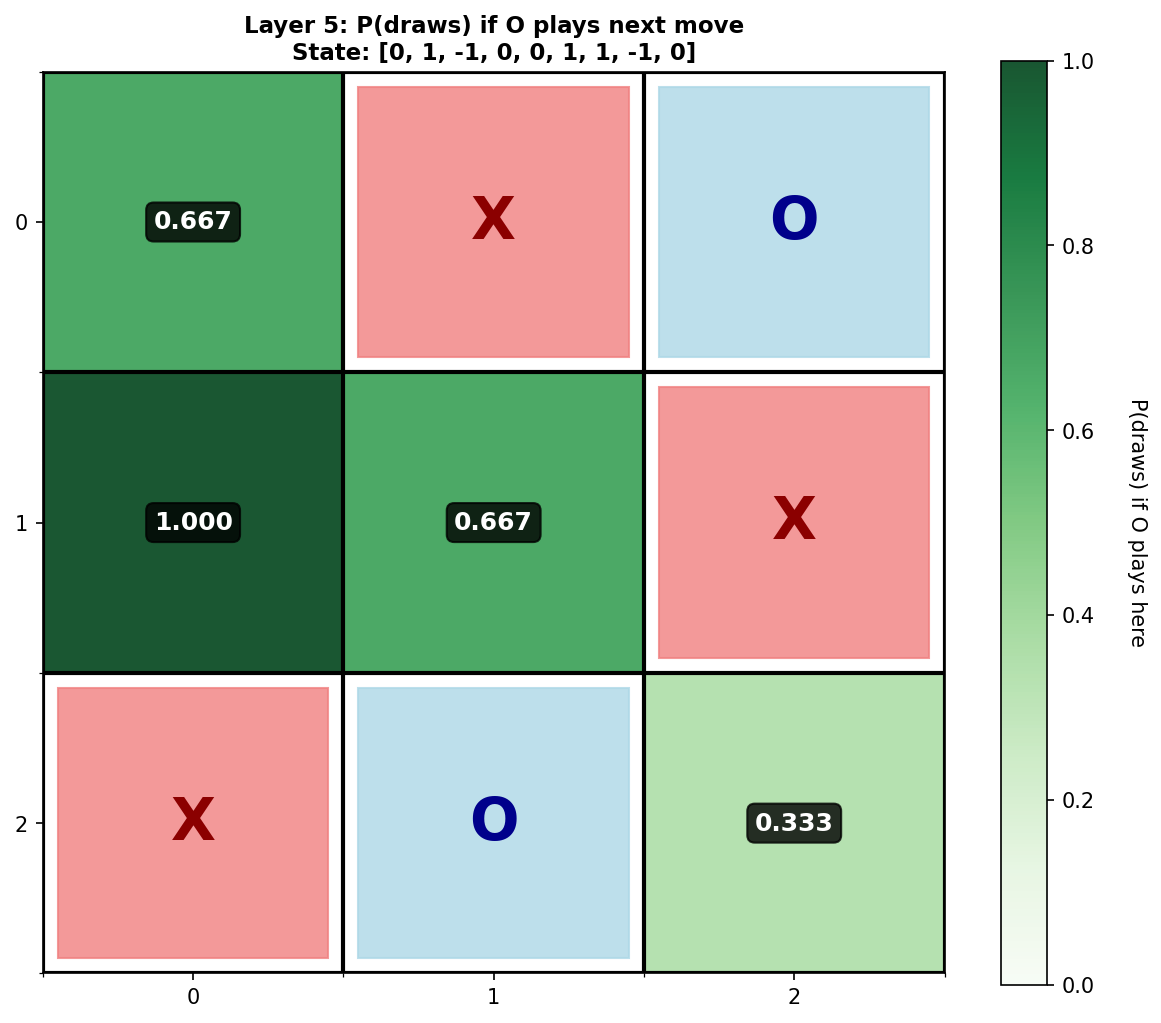 Layer 5: P(draws) if O plays next move
State: [0, 1, -1, 0, 0, 1, 1, -1, 0]
0
0.667
X
O
1
1.000
0.667
X
2
X
O
0.333
0
1
2
1.0
0.8
0.6
0.4
0.2
0.0
P(draws) if O plays here